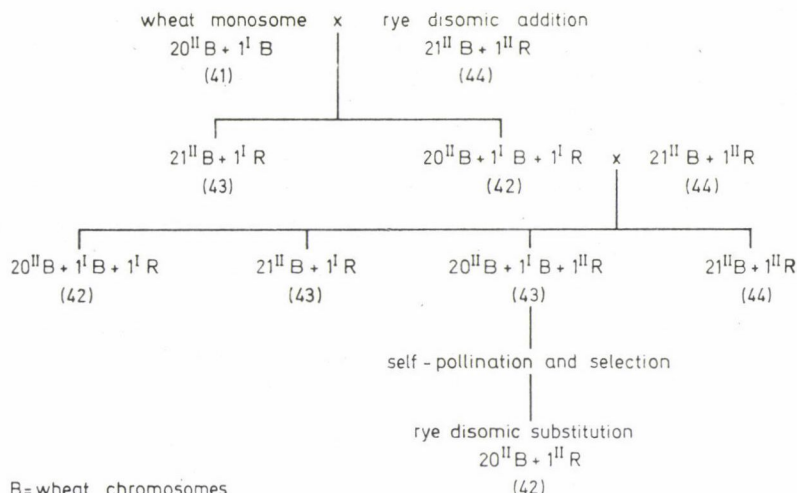 wheat monosome x rye disomic addition
20ᴵᴵ B + 1ᴵ B 21ᴵᴵ B + 1ᴵᴵ R
(41) (44)
21ᴵᴵ B + 1ᴵ R 20ᴵᴵ B + 1ᴵ B + 1ᴵ R x 21ᴵᴵ B + 1ᴵᴵ R
(43) (42) (44)
20ᴵᴵ B + 1ᴵ B + 1ᴵ R 21ᴵᴵ B + 1ᴵ R 20ᴵᴵ B + 1ᴵ B + 1ᴵᴵ R 21ᴵᴵ B + 1ᴵᴵ R
(42) (43) (43) (44)
self - pollination and selection
rye disomic substitution
20ᴵᴵ B + 1ᴵᴵ R
(42)
B = wheat chromosomes